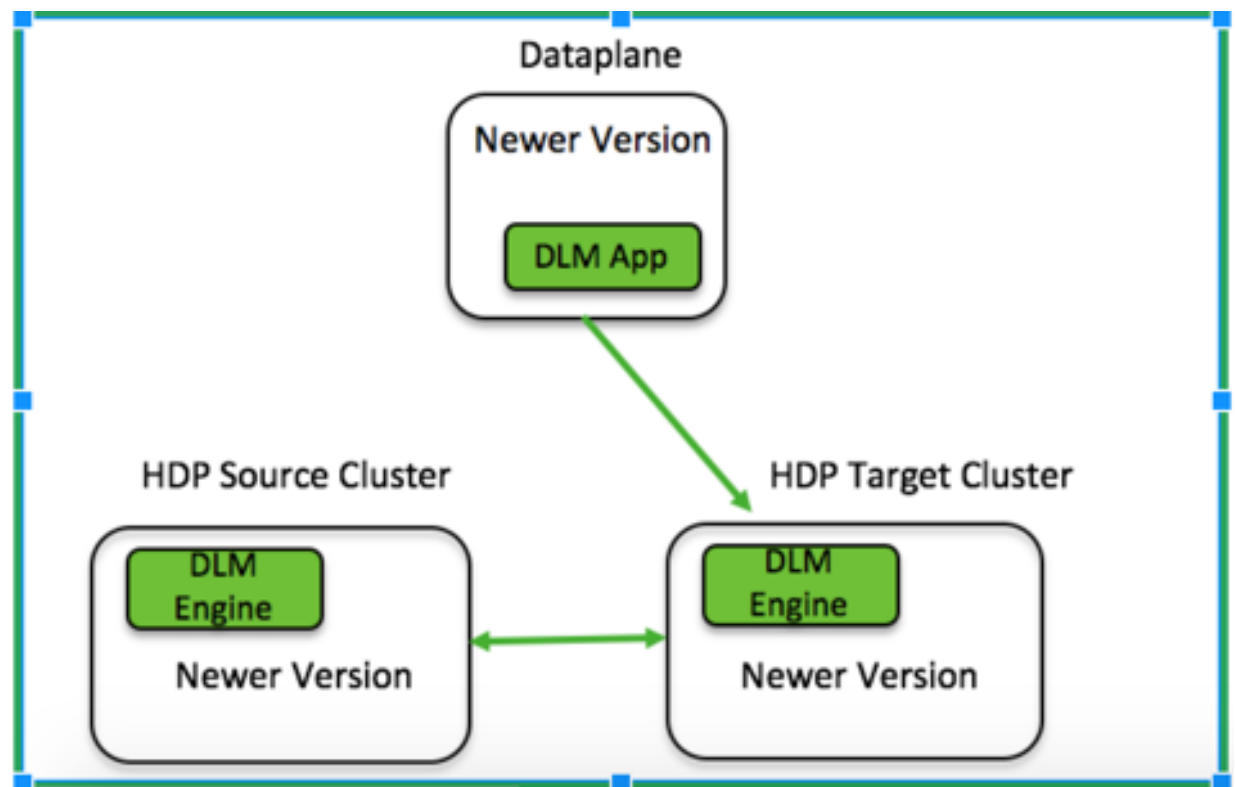 Dataplane
Newer Version
DLM App
HDP Source Cluster
HDP Target Cluster
DLM
Engine
Newer Version
DLM
Engine
Newer Version